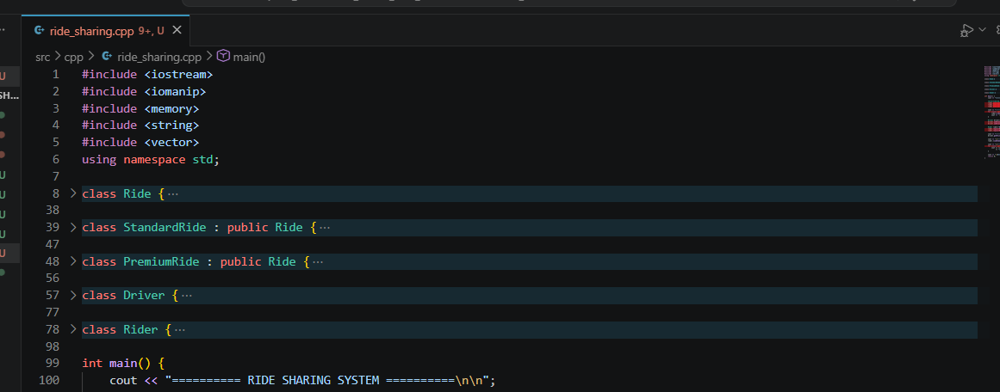 ride_sharing.cpp 9+, U
src > cpp > ride_sharing.cpp > main()
U
SH...
U
U
U
U
U
1 #include <iostream>
2 #include <iomanip>
3 #include <memory>
4 #include <string>
5 #include <vector>
6 using namespace std;
7
8 class Ride { ...
38
39 class StandardRide : public Ride { ...
47
48 class PremiumRide : public Ride { ...
56
57 class Driver { ...
77
78 class Rider { ...
98
99 int main() {
100 cout << "========== RIDE SHARING SYSTEM ==========\n\n";